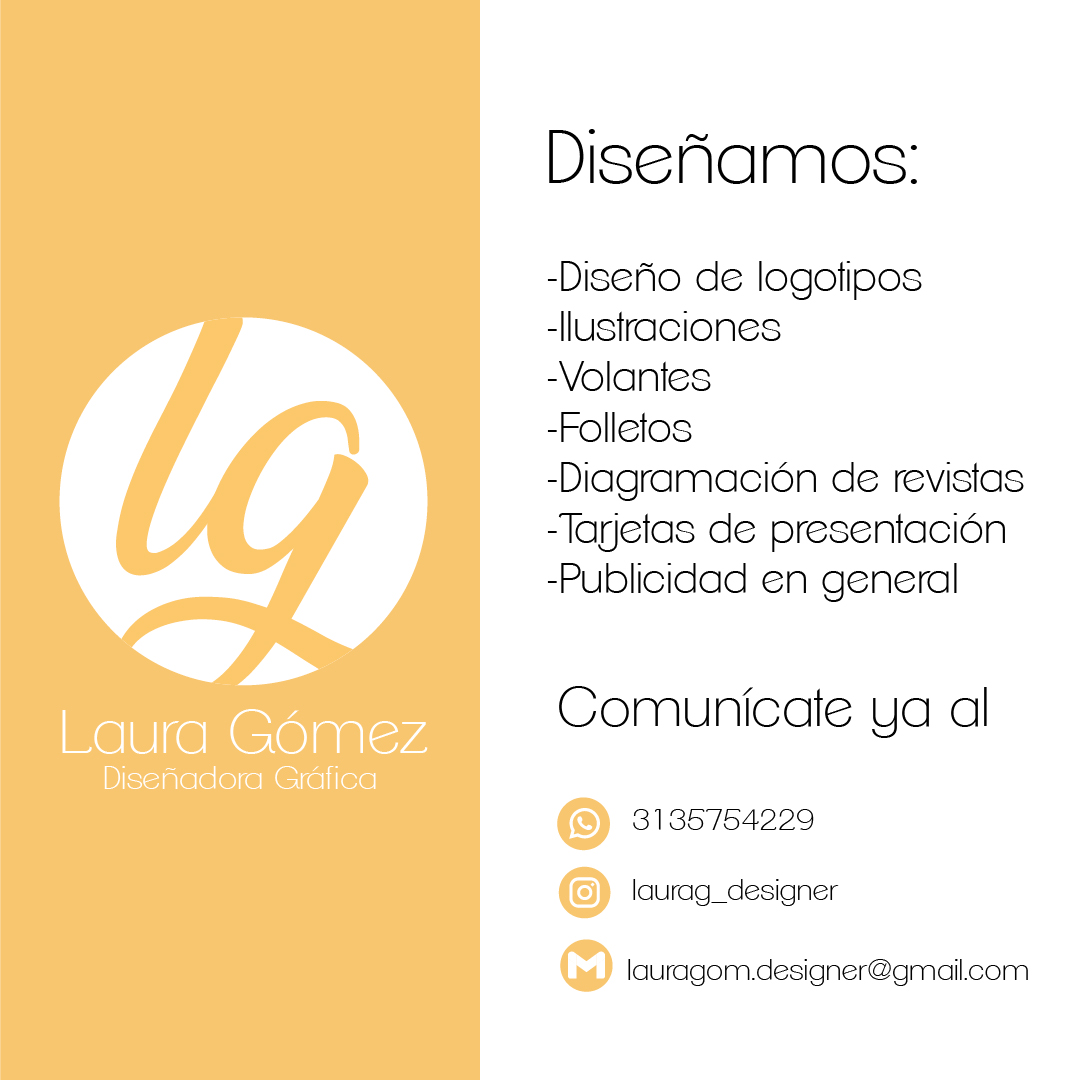 lg
Laura Gómez
Diseñadora Gráfica
Diseñamos:
-Diseño de logotipos
-Ilustraciones
-Volantes
-Folletos
-Diagramación de revistas
-Tarjetas de presentación
-Publicidad en general
Comunícate ya al
3135754229
laurag_designer
lauragom.designer@gmail.com